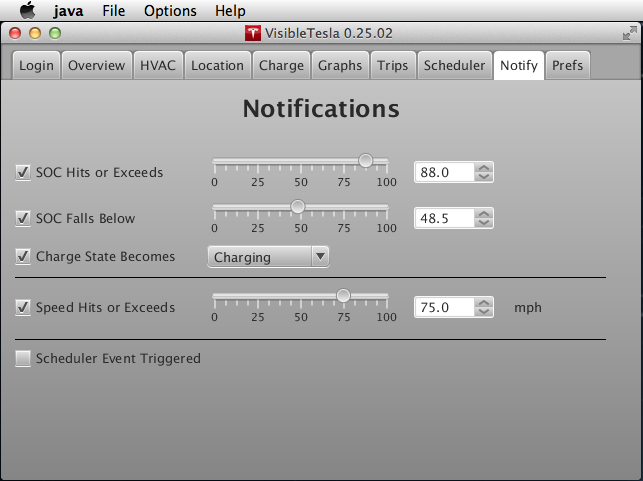 java File Options Help
VisibleTesla 0.25.02
Login Overview HVAC Location Charge Graphs Trips Scheduler Notify Prefs
Notifications
SOC Hits or Exceeds 88.0
0 25 50 75 100
SOC Falls Below 48.5
0 25 50 75 100
Charge State Becomes Charging
Speed Hits or Exceeds 75.0 mph
0 25 50 75 100
Scheduler Event Triggered